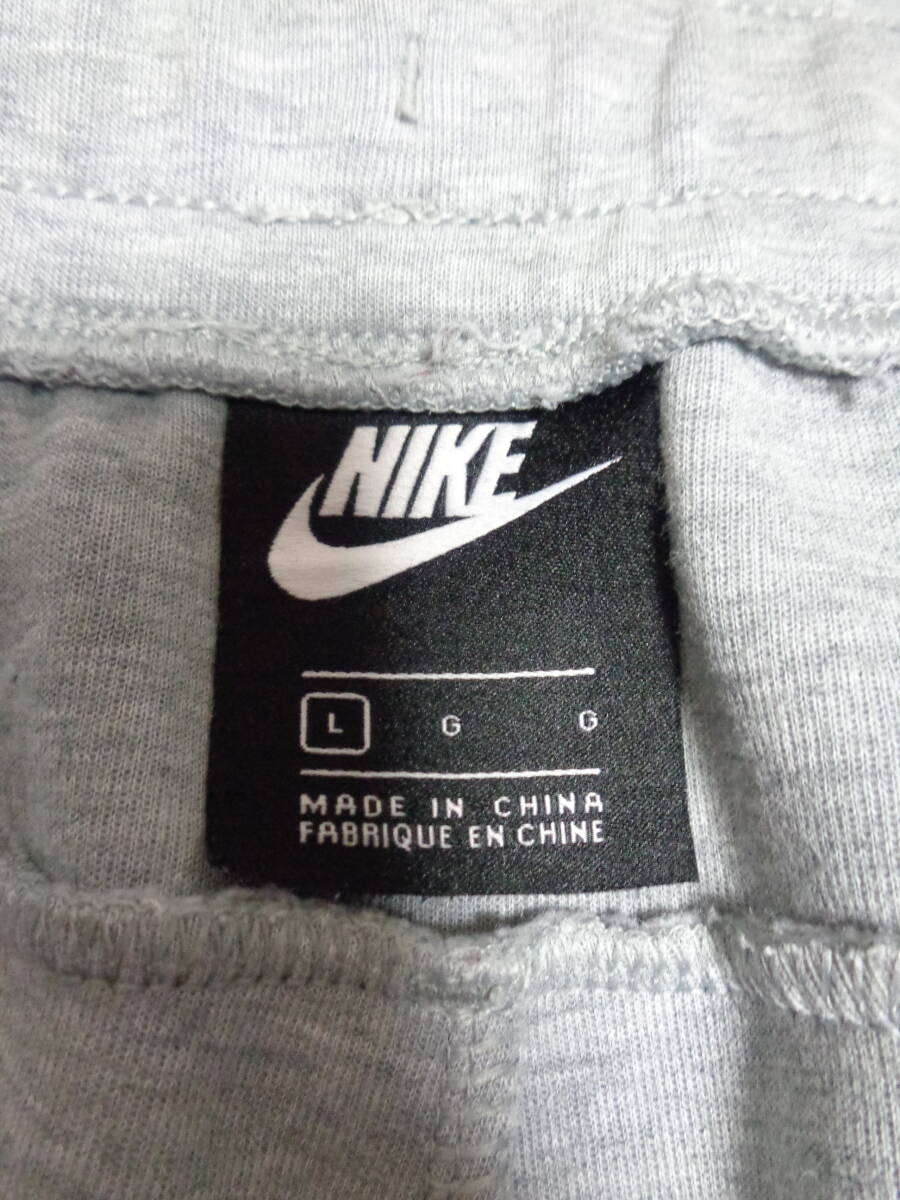 NIKE
L G G
MADE IN CHINA
FABRIQUE EN CHINE